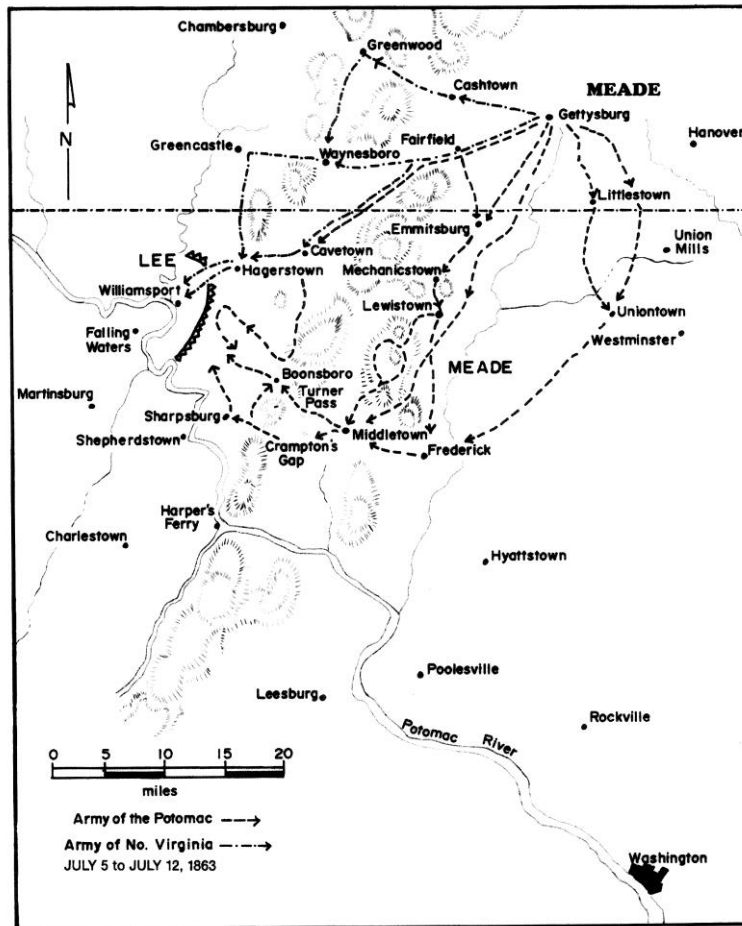 Chambersburg
Greenwood
Cashtown
MEADE
Gettysburg
N
Hanover
Greencastle
Fairfield
Waynesboro
Littlestown
Emmitsburg
Union
Mills
LEE
Cavetown
Hagerstown
Mechanicstown
Williamsport
Lewistown
Uniontown
Falling
Waters
Westminster
MEADE
Boonsboro
Turner
Pass
Martinsburg
Sharpsburg
Middletown
Shepherdstown
Crampton's
Gap
Frederick
Harper's
Ferry
Charlestown
Hyattstown
Poolesville
Leesburg
Rockville
Potomac River
0 5 10 15 20
miles
Army of the Potomac
Army of No. Virginia
JULY 5 to JULY 12, 1863
Washington